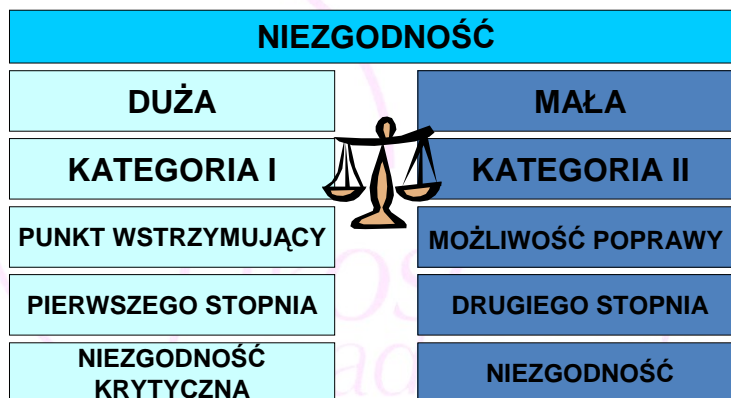 NIEZGODNOŚĆ
DUŻA
MAŁA
KATEGORIA I
KATEGORIA II
PUNKT WSTRZYMUJĄCY
MOŻLIWOŚĆ POPRAWY
PIERWSZEGO STOPNIA
DRUGIEGO STOPNIA
NIEZGODNOŚĆ
KRYTYCZNA
NIEZGODNOŚĆ